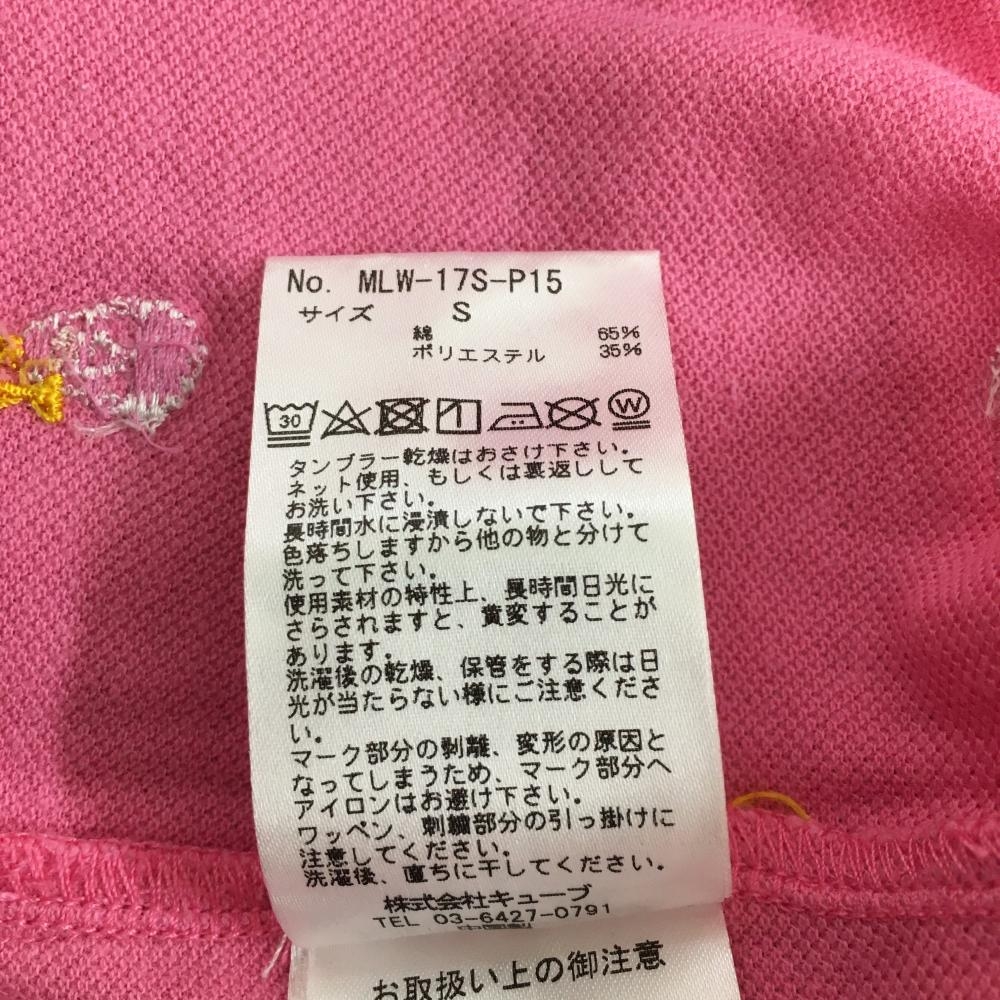 No. MLW-17S-P15
サイズ S
綿 65%
ポリエステル 35%
30 W
タンブラー乾燥はおさけ下さい。
ネット使用、もしくは裏返しして
お洗い下さい。
長時間水に浸漬しないで下さい。
色落ちしますから他の物と分けて
洗って下さい。
使用素材の特性上、長時間日光に
さらされますと、黄変することが
あります。
洗濯後の乾燥、保管をする際は日
光が当たらない様にご注意くださ
い。
マーク部分の剥離、変形の原因と
なってしまうため、マーク部分へ
アイロンはお避け下さい。
ワッペン、刺繍部分の引っ掛けに
注意してください。
洗濯後、直ちに干してください。
株式会社キューブ
TEL 03-6427-0791
中国製
お取扱い上の御注意